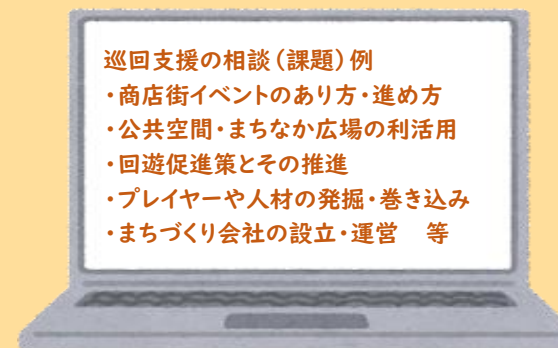 巡回支援の相談（課題）例
・商店街イベントのあり方・進め方
・公共空間・まちなか広場の利活用
・回遊促進策とその推進
・プレイヤーや人材の発掘・巻き込み
・まちづくり会社の設立・運営　等